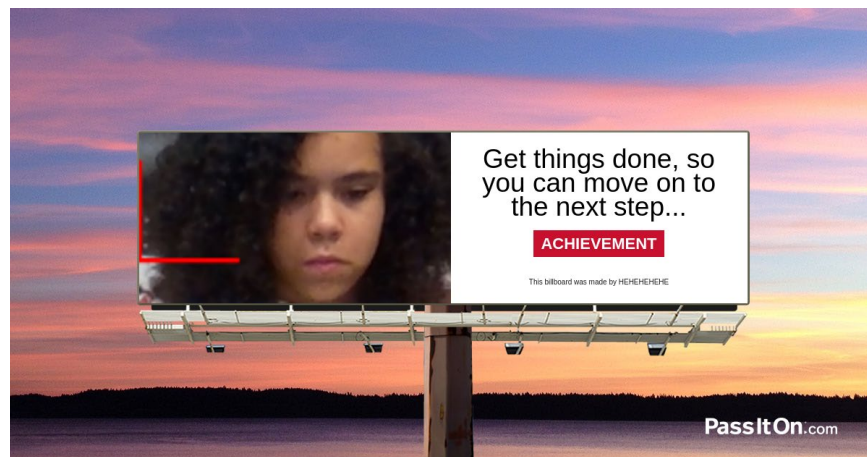 Get things done, so
you can move on to
the next step...
ACHIEVEMENT
This billboard was made by HEHEHEHEHE
PassItOn.com